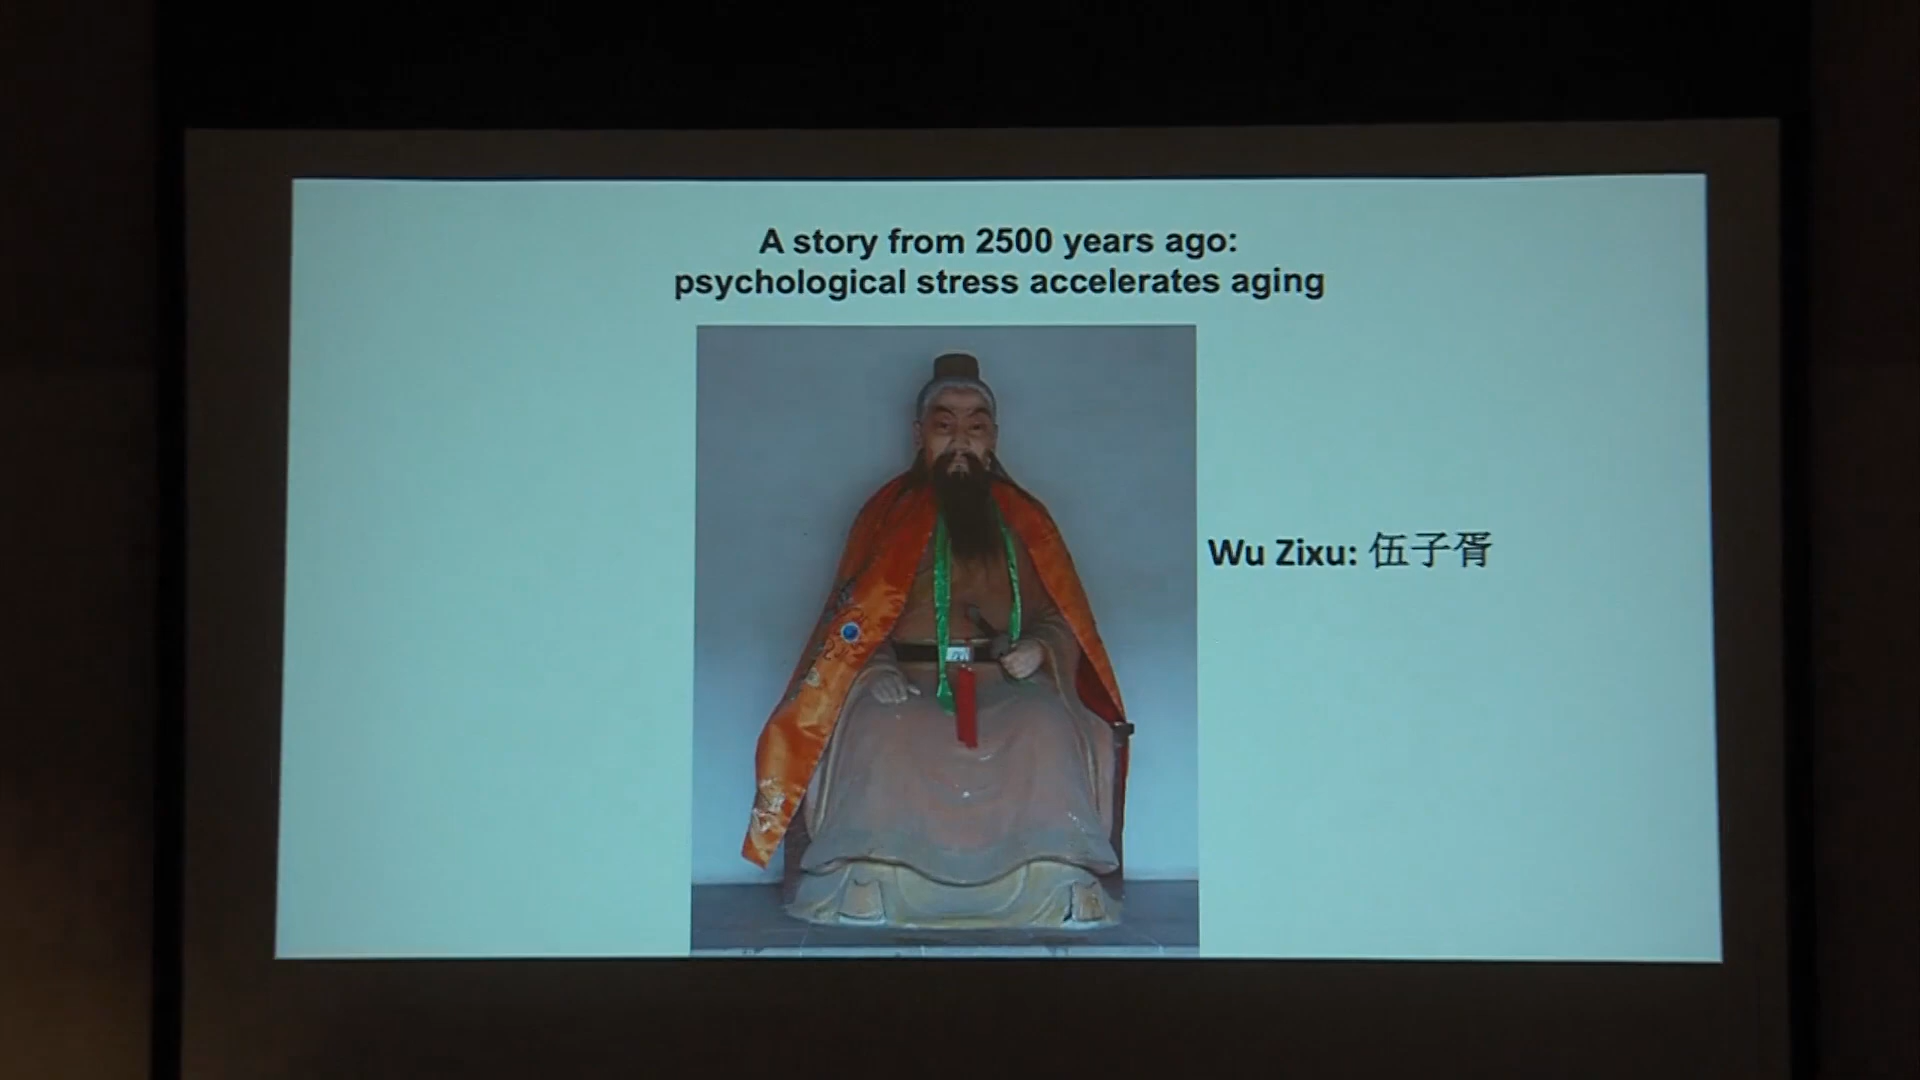 A story from 2500 years ago:
psychological stress accelerates aging
Wu Zixu: 伍子胥